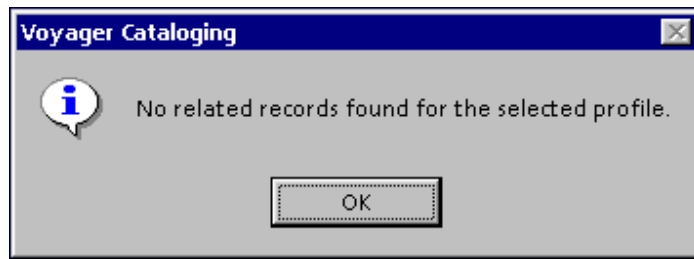 Voyager Cataloging
No related records found for the selected profile.
OK